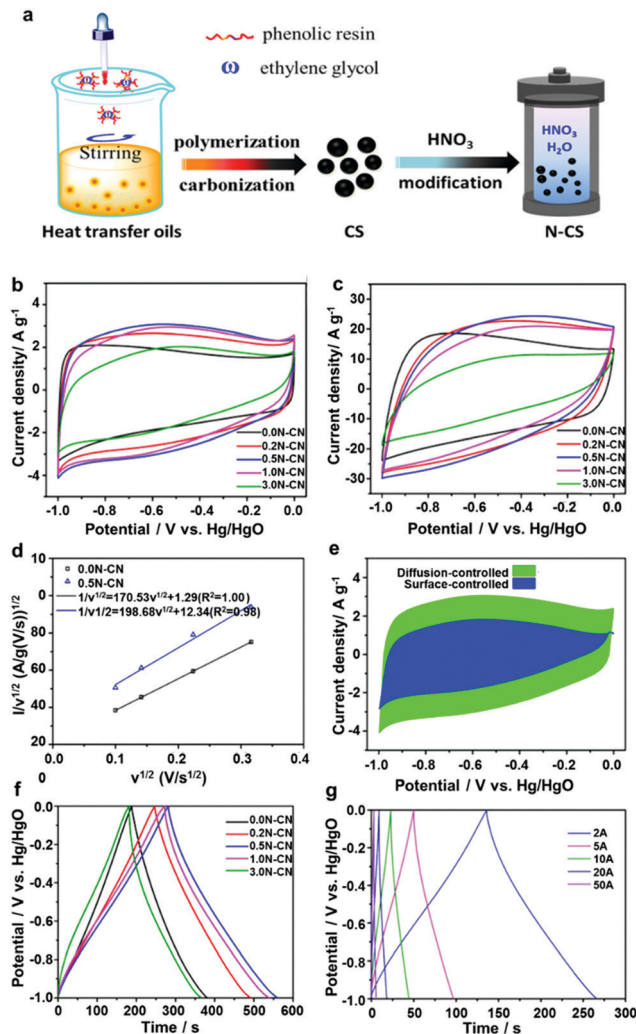 a
phenolic resin
ω ethylene glycol
ω ω
ω
Stirring
polymerization
carbonization
HNO3
modification
HNO3
H2O
Heat transfer oils
CS
N-CS
b
Current density/ A g-1
4
2
0
-2
-4
0.0N-CN
0.2N-CN
0.5N-CN
1.0N-CN
3.0N-CN
-1.0 -0.8 -0.6 -0.4 -0.2 0.0
Potential / V vs. Hg/HgO
c
Current density/ A g-1
30
20
10
0
-10
-20
-30
0.0N-CN
0.2N-CN
0.5N-CN
1.0N-CN
3.0N-CN
-1.0 -0.8 -0.6 -0.4 -0.2 0.0
Potential / V vs. Hg/HgO
d
I/v1/2 (A/g(V/s))1/2
0.0N-CN
0.5N-CN
1/v1/2=170.53v1/2+1.29(R2=1.00)
1/v1/2=198.68v1/2+12.34(R2=0.98)
0
80
60
40
20
0.0 0.1 0.2 0.3 0.4
0
v1/2 (V/s1/2)
e
Current density/ A g-1
Diffusion-controlled
Surface-controlled
4
2
0
-2
-4
-1.0 -0.8 -0.6 -0.4 -0.2 0.0
Potential / V vs. Hg/HgO
f
Potential / V vs. Hg/HgO
0.0
-0.2
-0.4
-0.6
-0.8
-1.0
0.0N-CN
0.2N-CN
0.5N-CN
1.0N-CN
3.0N-CN
0 100 200 300 400 500 600
Time / s
g
Potential / V vs. Hg/HgO
0.0
-0.2
-0.4
-0.6
-0.8
-1.0
2A
5A
10A
20A
50A
0 50 100 150 200 250 300
Time / s